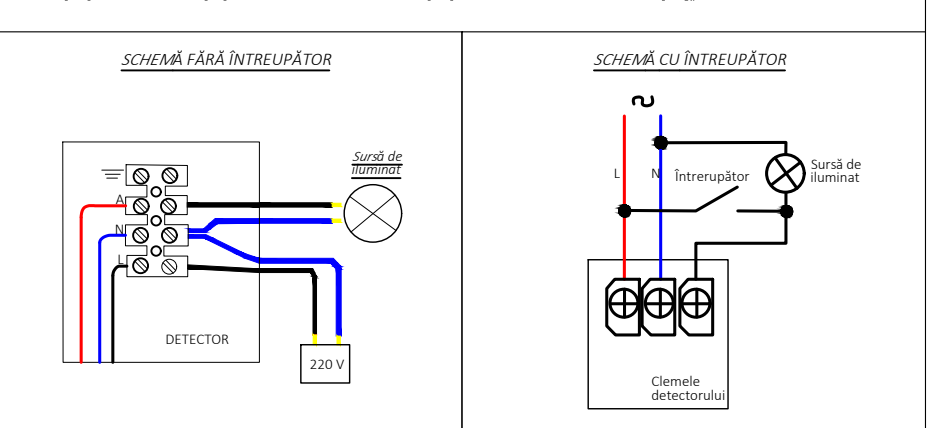 SCHEMĂ FĂRĂ ÎNTREUPĂTOR
Sursă de
iluminat
A
N
L
DETECTOR
220 V
SCHEMĂ CU ÎNTREUPĂTOR
L
N
Întrerupător
Sursă de
iluminat
Clemele
detectorului